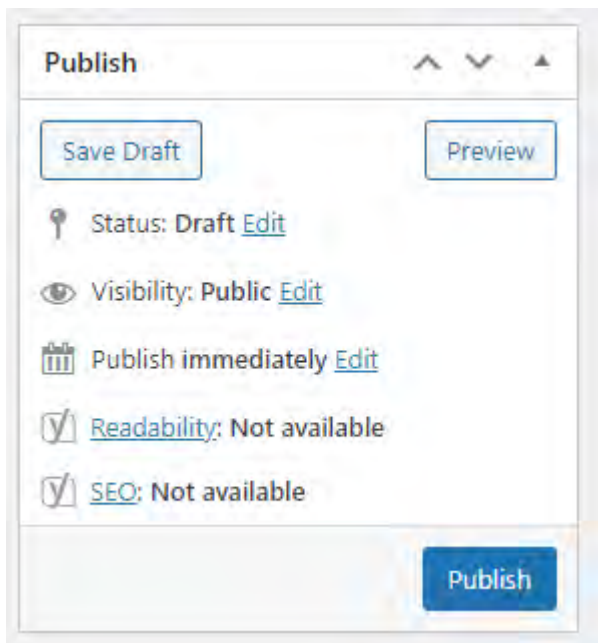 Publish
Save Draft Preview
Status: Draft Edit
Visibility: Public Edit
Publish immediately Edit
Readability: Not available
SEO: Not available
Publish